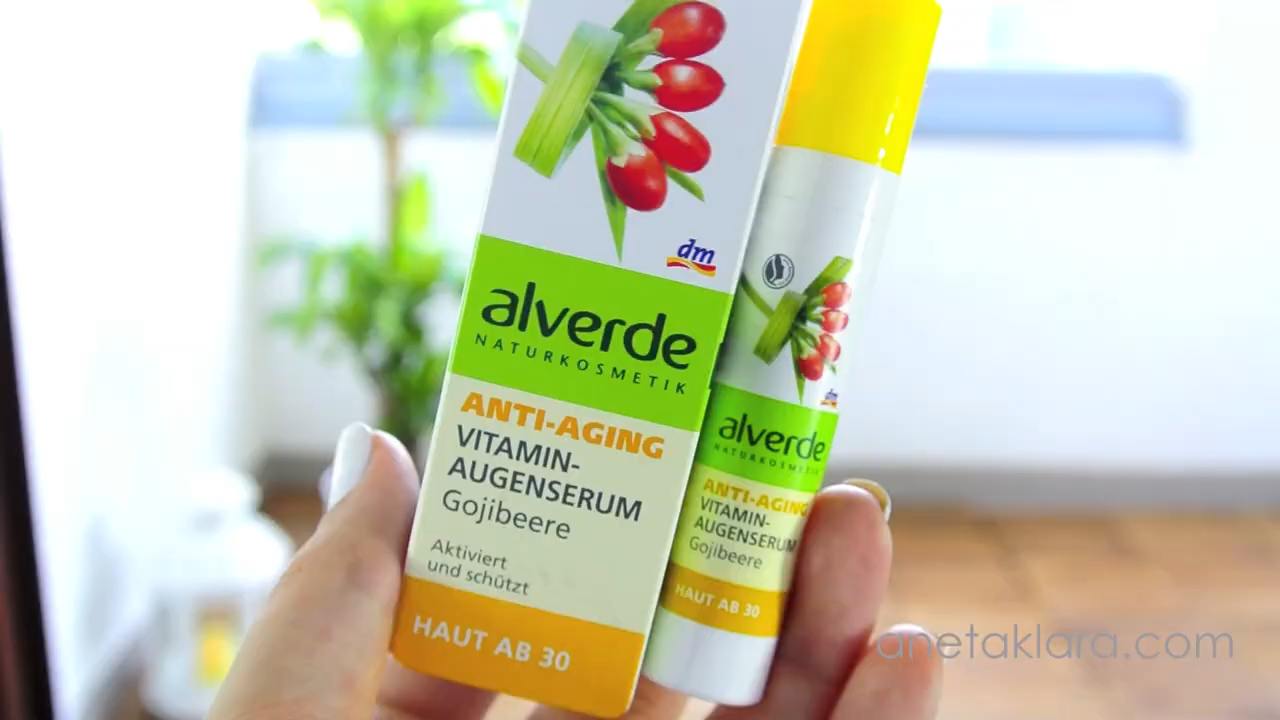 dm
alverde
NATURKOSMETIK
ANTI-AGING
VITAMIN-
AUGENSERUM
Gojibeere
Aktiviert
und schützt
HAUT AB 30
dm
alverde
NATURKOSMETIK
ANTI-AGING
VITAMIN-
AUGENSERUM
Gojibeere
HAUT AB 30
anetaklara.com